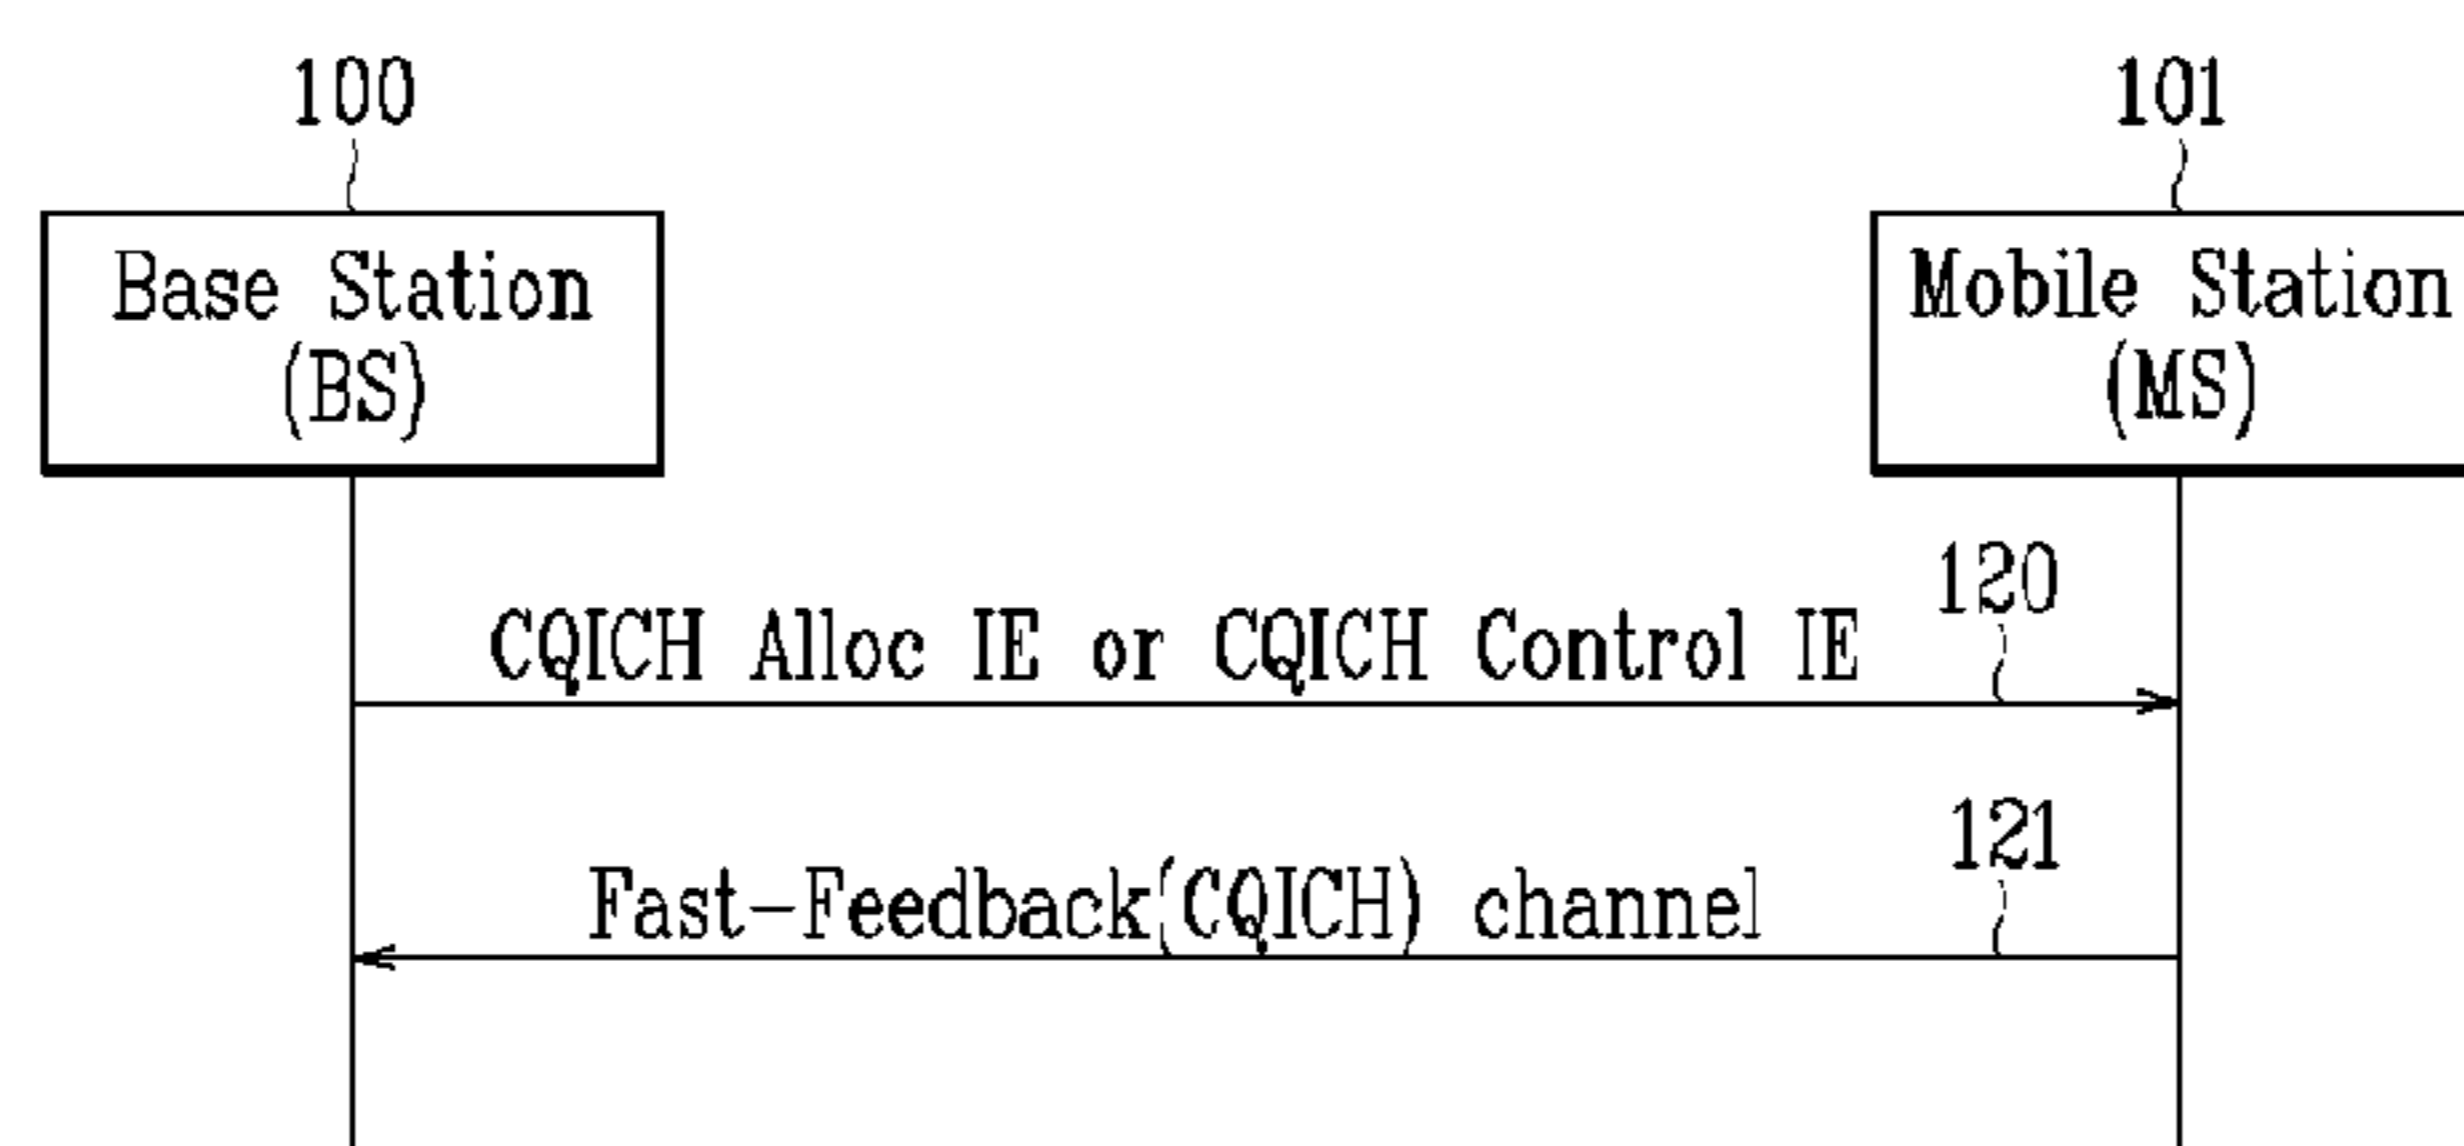 100
101
Base Station
(BS)
Mobile Station
(MS)
120
CQICH Alloc IE or CQICH Control IE
121
Fast-Feedback(CQICH) channel